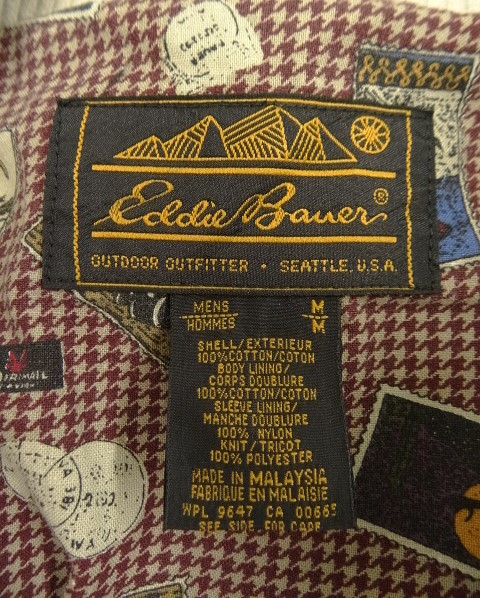 Eddie Bauer®
OUTDOOR OUTFITTER • SEATTLE, U.S.A.
MENS M
HOMMES M
SHELL/EXTERIEUR
100%COTTON/COTON
BODY LINING/
CORPS DOUBLURE
100%COTTON/COTON
SLEEVE LINING/
MANCHE DOUBLURE
100% NYLON
KNIT/TRICOT
100% POLYESTER
MADE IN MALAYSIA
FABRIQUE EN MALAISIE
WPL 9647 CA 00665
SEE SIDE FOR CARE